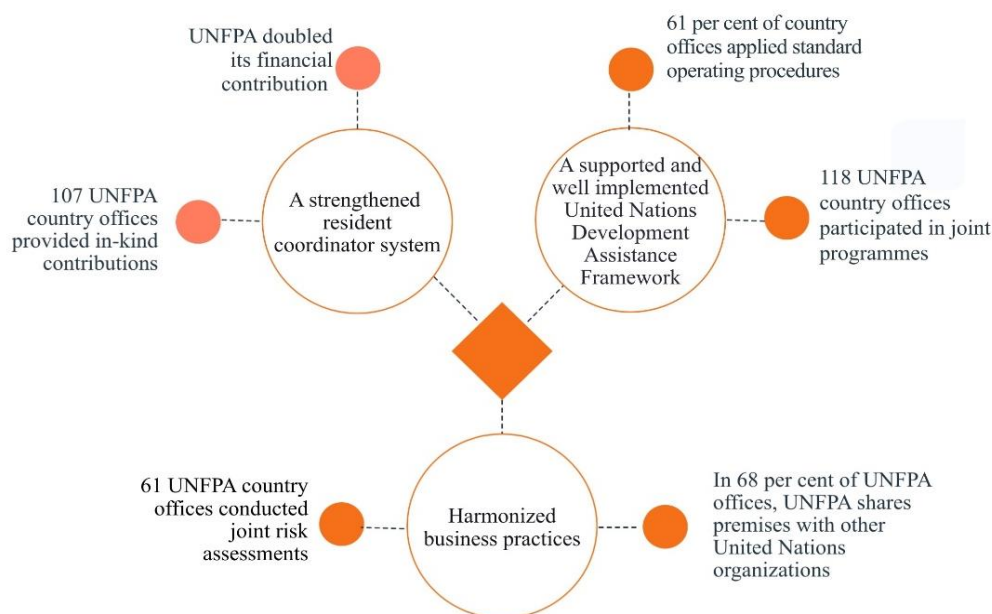 UNFPA doubled
its financial
contribution
107 UNFPA
country offices
provided in-kind
contributions
A strengthened
resident
coordinator system
61 per cent of country
offices applied standard
operating procedures
A supported and
well implemented
United Nations
Development
Assistance
Framework
118 UNFPA
country offices
participated in joint
programmes
61 UNFPA country
offices conducted
joint risk
assessments
Harmonized
business practices
In 68 per cent of UNFPA
offices, UNFPA shares
premises with other
United Nations
organizations